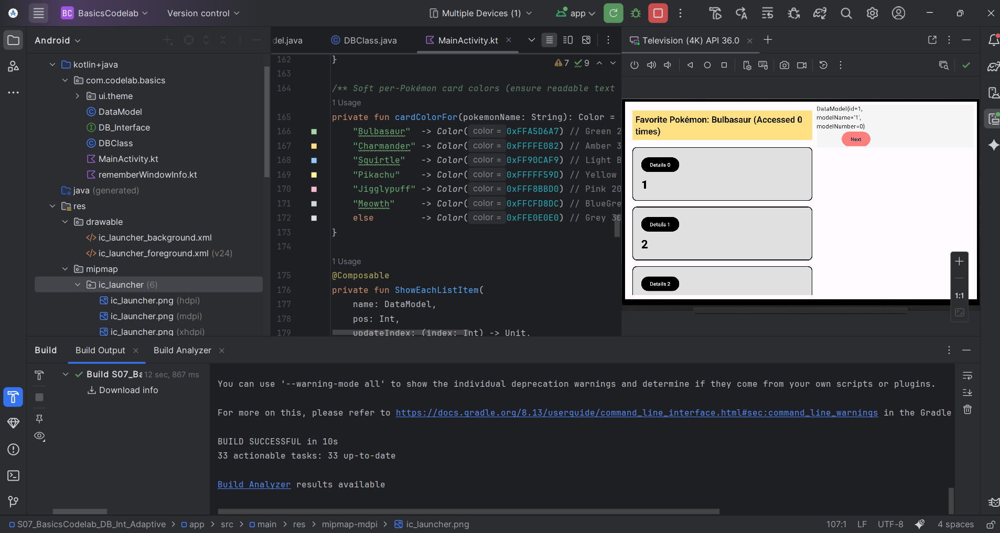 BC BasicsCodelab Version control Multiple Devices (1) app
Android
kotlin+java
com.codelab.basics
ui.theme
DataModel
DB_Interface
DBClass
MainActivity.kt
rememberWindowInfo.kt
java (generated)
res
drawable
ic_launcher_background.xml
ic_launcher_foreground.xml (v24)
mipmap
ic_launcher (6)
ic_launcher.png (hdpi)
ic_launcher.png (mdpi)
ic_launcher.png (xhdpi)
del.java DBClass.java MainActivity.kt
7 9
162 }
163
164 /** Soft per-Pokémon card colors (ensure readable text
1 Usage
165 private fun cardColorFor(pokemonName: String): Color =
166 "Bulbasaur" -> Color( color = 0xFFA5D6A7) // Green 2
167 "Charmander" -> Color( color = 0xFFFFE082) // Amber 3
168 "Squirtle" -> Color( color = 0xFF90CAF9) // Light B
169 "Pikachu" -> Color( color = 0xFFFFF59D) // Yellow
170 "Jigglypuff" -> Color( color = 0xFFF8BBD0) // Pink 20
171 "Meowth" -> Color( color = 0xFFCFD8DC) // BlueGre
172 else -> Color( color = 0xFFE0E0E0) // Grey 30
173 }
174
1 Usage
175 @Composable
176 private fun ShowEachListItem(
177 name: DataModel,
178 pos: Int,
179 updateIndex: (index: Int) -> Unit,
Television (4K) API 36.0
Favorite Pokémon: Bulbasaur (Accessed 0
times)
Details 0
1
Details 1
2
Details 2
DataModel{id=1,
modelName='1',
modelNumber=0}
Next
1:1
Build Build Output Build Analyzer
Build S07_Ba 12 sec, 867 ms
Download info
You can use '--warning-mode all' to show the individual deprecation warnings and determine if they come from your own scripts or plugins.
For more on this, please refer to https://docs.gradle.org/8.13/userguide/command_line_interface.html#sec:command_line_warnings in the Gradle
BUILD SUCCESSFUL in 10s
33 actionable tasks: 33 up-to-date
Build Analyzer results available
S07_BasicsCodelab_DB_Int_Adaptive > app > src > main > res > mipmap-mdpi > ic_launcher.png
107:1 LF UTF-8 4 spaces